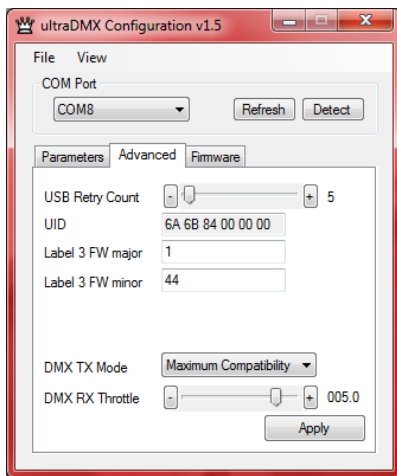 ultraDMX Configuration v1.5
File View
COM Port
COM8 Refresh Detect
Parameters Advanced Firmware
USB Retry Count - + 5
UID 6A 6B 84 00 00 00
Label 3 FW major 1
Label 3 FW minor 44
DMX TX Mode Maximum Compatibility
DMX RX Throttle - + 005.0
Apply